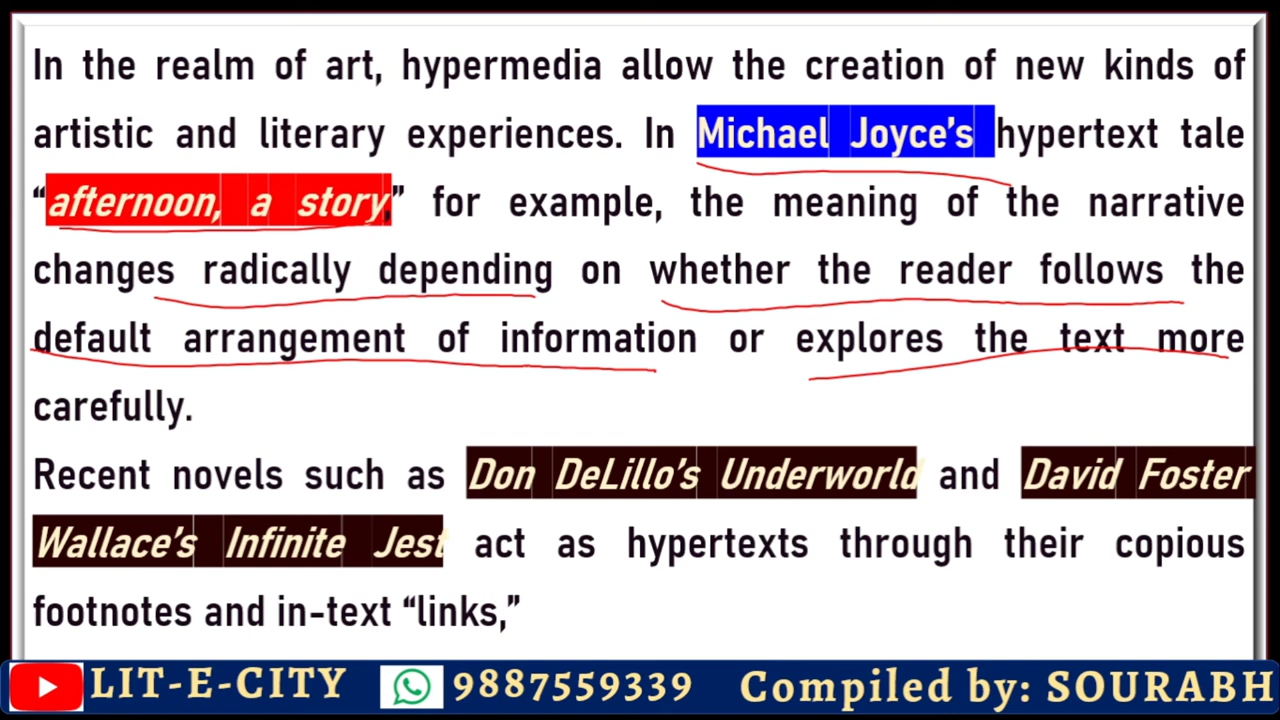 In the realm of art, hypermedia allow the creation of new kinds of
artistic and literary experiences. In Michael Joyce's hypertext tale
“afternoon, a story,” for example, the meaning of the narrative
changes radically depending on whether the reader follows the
default arrangement of information or explores the text more
carefully.
Recent novels such as Don DeLillo's Underworld and David Foster
Wallace's Infinite Jest act as hypertexts through their copious
footnotes and in-text “links,”
LIT-E-CITY 9887559339 Compiled by: SOURABH